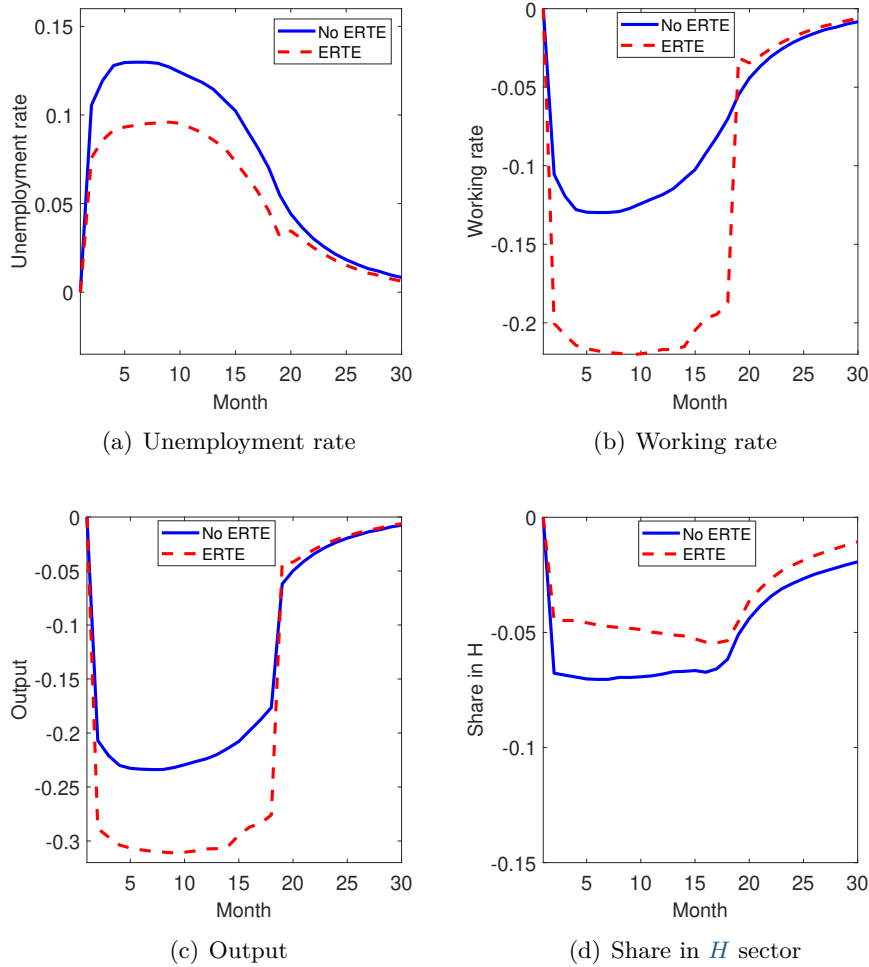 No ERTE
ERTE
Unemployment rate
0.15
0.1
0.05
0
5 10 15 20 25 30
Month
(a) Unemployment rate
No ERTE
ERTE
Working rate
0
-0.05
-0.1
-0.15
-0.2
5 10 15 20 25 30
Month
(b) Working rate
No ERTE
ERTE
Output
0
-0.05
-0.1
-0.15
-0.2
-0.25
-0.3
5 10 15 20 25 30
Month
(c) Output
No ERTE
ERTE
Share in H
0
-0.05
-0.1
-0.15
5 10 15 20 25 30
Month
(d) Share in H sector